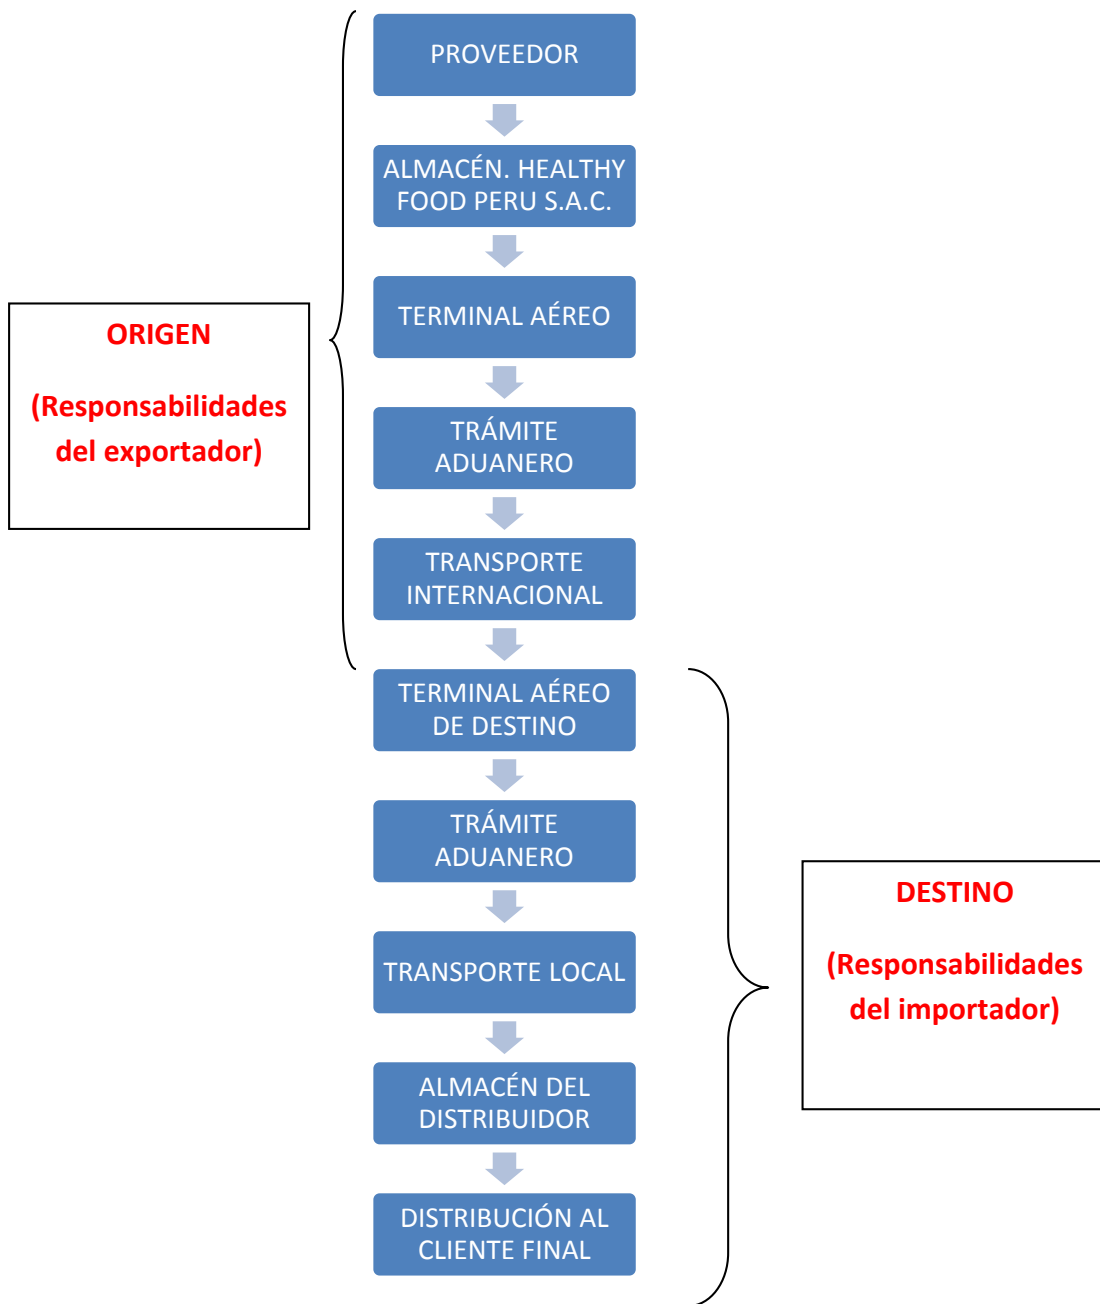 PROVEEDOR
ALMACÉN. HEALTHY
FOOD PERU S.A.C.
TERMINAL AÉREO
ORIGEN
(Responsabilidades
del exportador)
TRÁMITE
ADUANERO
TRANSPORTE
INTERNACIONAL
TERMINAL AÉREO
DE DESTINO
TRÁMITE
ADUANERO
DESTINO
(Responsabilidades
del importador)
TRANSPORTE LOCAL
ALMACÉN DEL
DISTRIBUIDOR
DISTRIBUCIÓN AL
CLIENTE FINAL